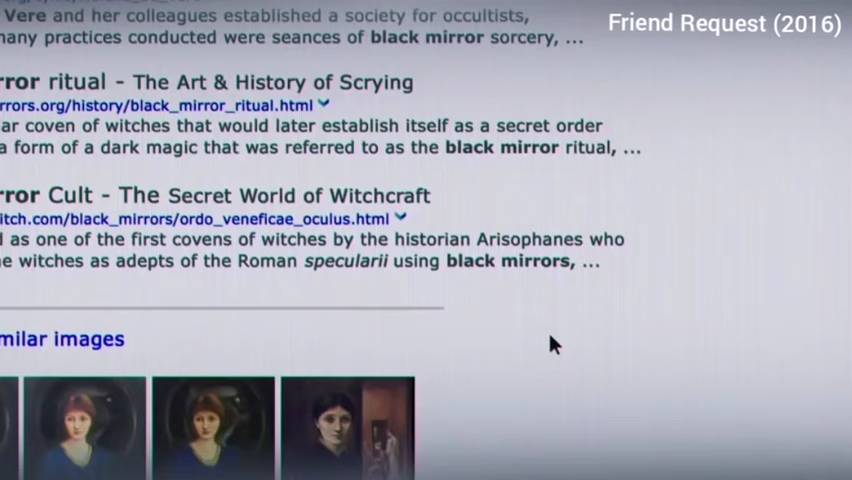 Friend Request (2016)
Vere and her colleagues established a society for occultists,
many practices conducted were seances of black mirror sorcery, ...
rror ritual - The Art & History of Scrying
rrors.org/history/black_mirror_ritual.html
ar coven of witches that would later establish itself as a secret order
a form of a dark magic that was referred to as the black mirror ritual, ...
rror Cult - The Secret World of Witchcraft
itch.com/black_mirrors/ordo_veneficae_oculus.html
d as one of the first covens of witches by the historian Arisophanes who
e witches as adepts of the Roman specularii using black mirrors, ...
milar images